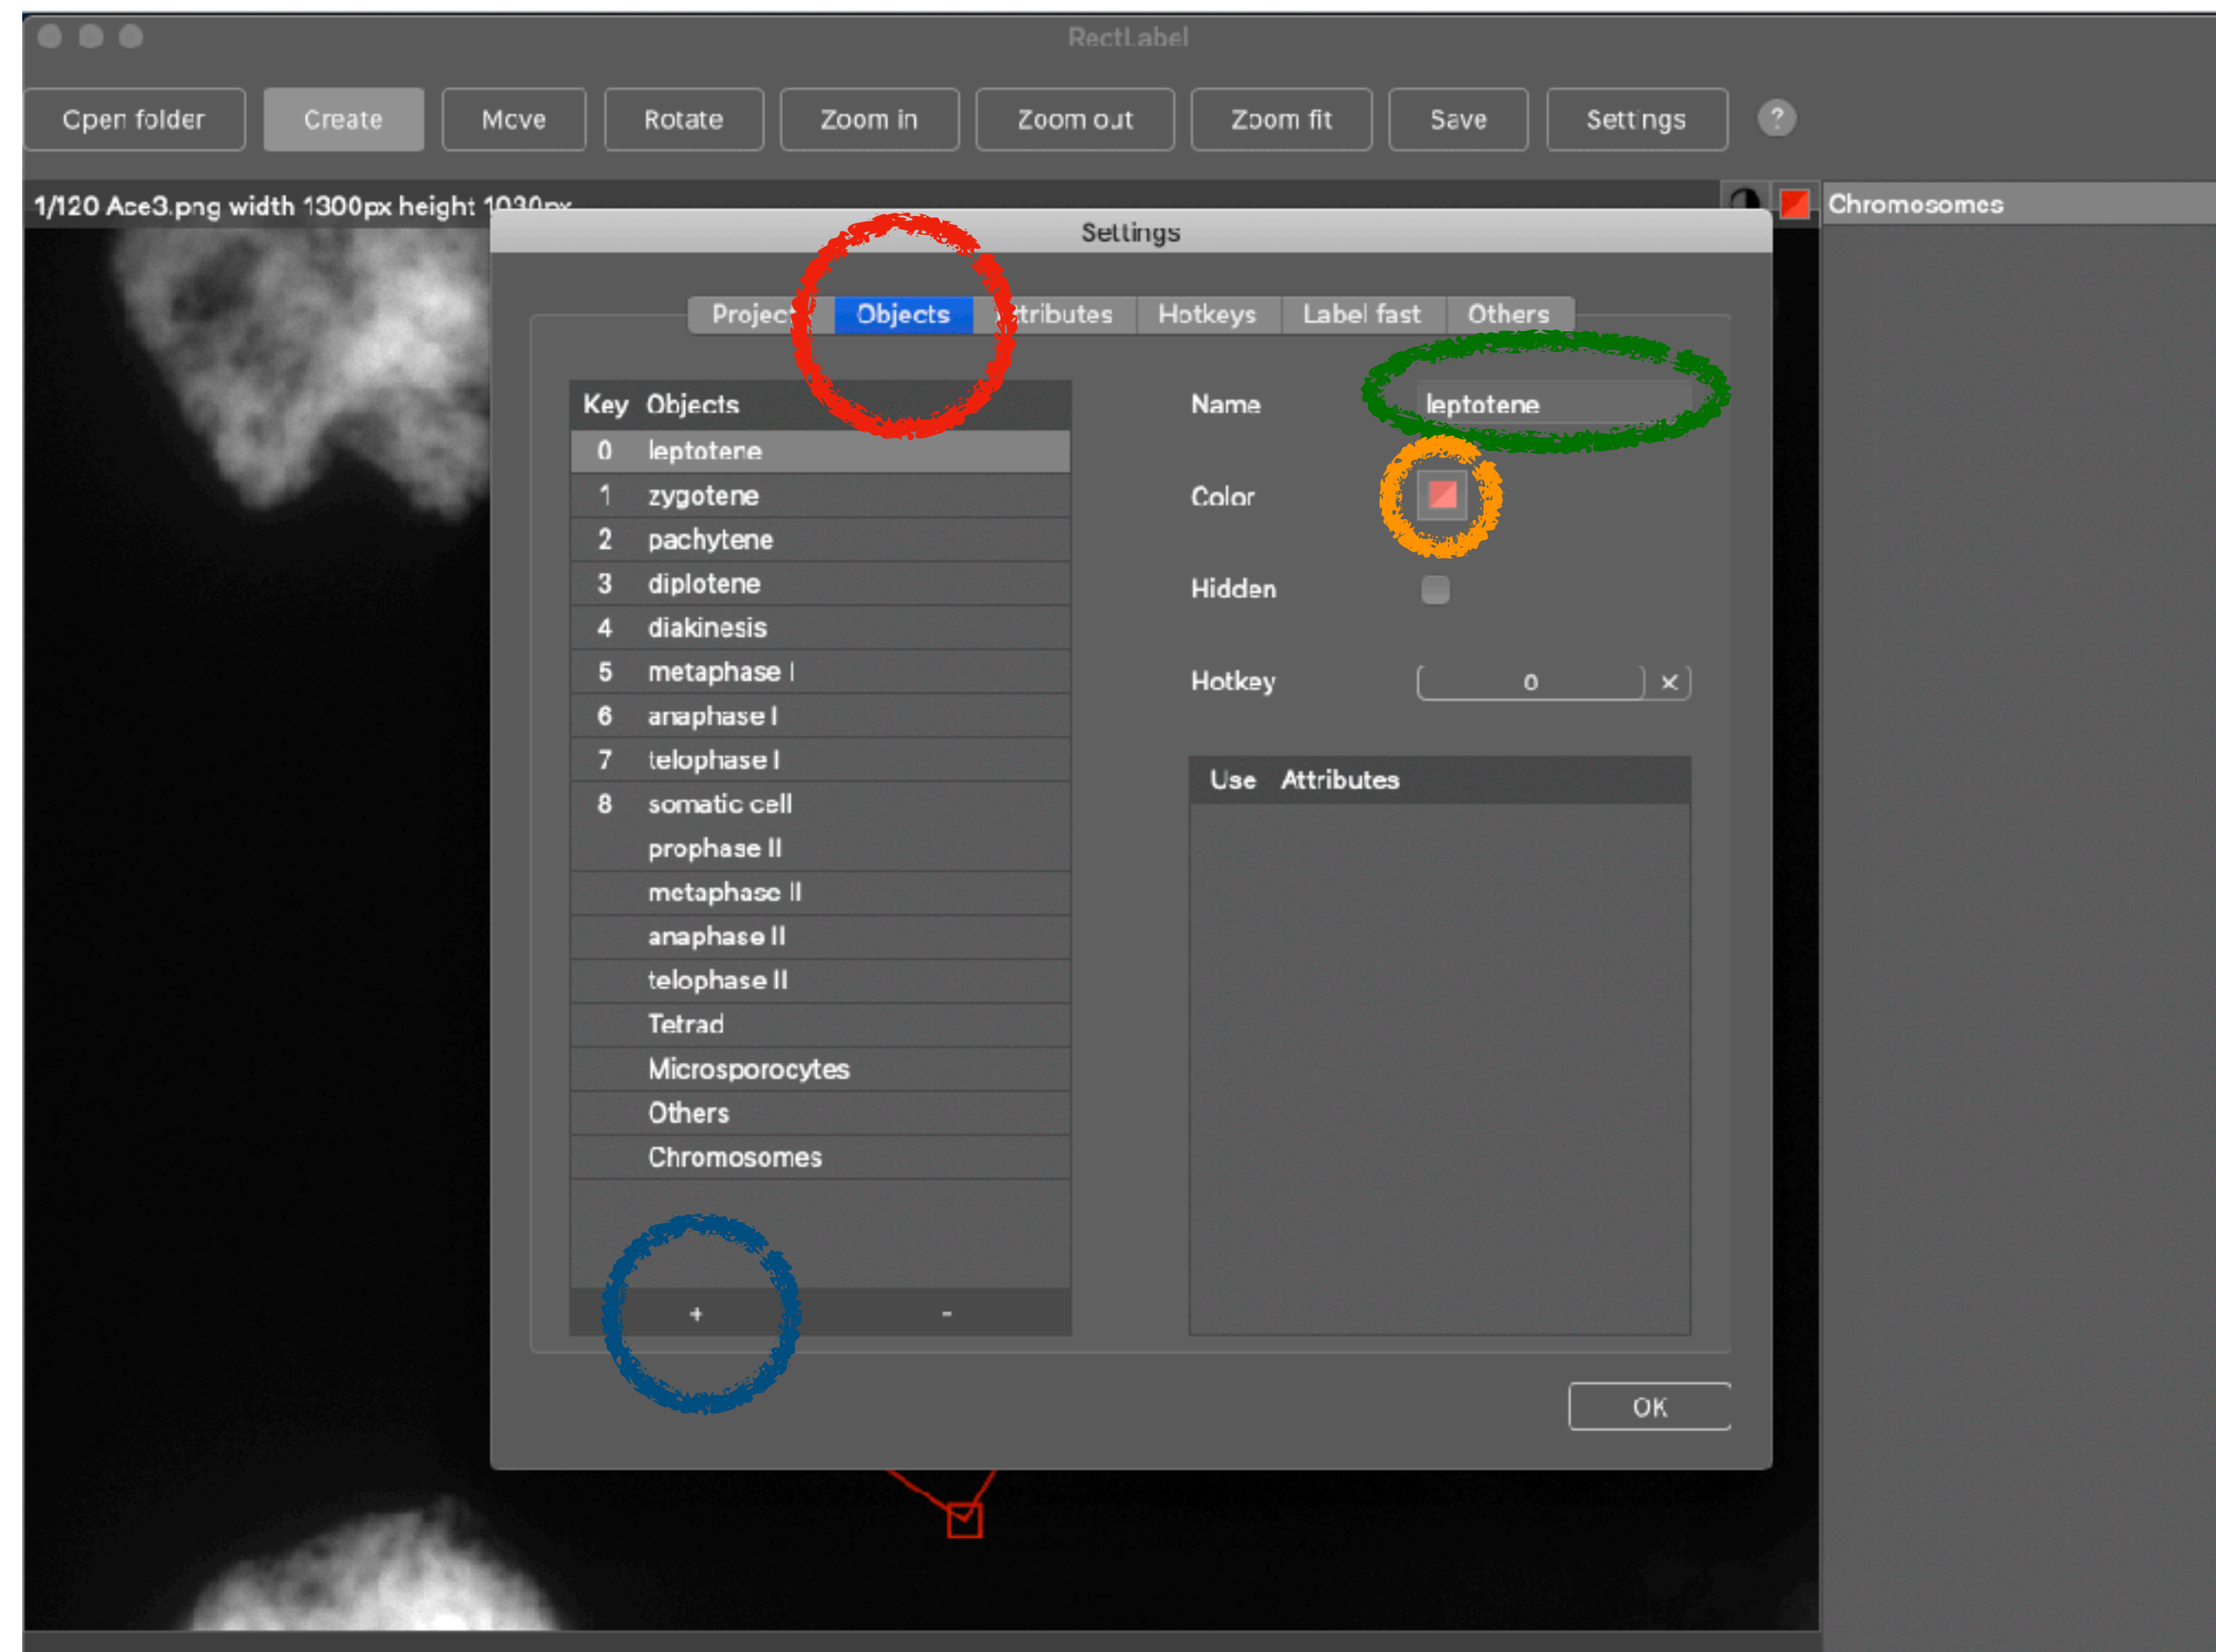 RectLabel
Open folder Create Move Rotate Zoom in Zoom out Zoom fit Save Settings ?
1/120 Ace3.png width 1300px height 1030px
Chromosomes
Settings
Project Objects Attributes Hotkeys Label fast Others
Key Objects
0 leptotene
1 zygotene
2 pachytene
3 diplotene
4 diakinesis
5 metaphase I
6 anaphase I
7 telophase I
8 somatic cell
prophase II
metaphase II
anaphase II
telophase II
Tetrad
Microsporocytes
Others
Chromosomes
+ -
Name leptotene
Color
Hidden
Hotkey 0 ×
Use Attributes
OK